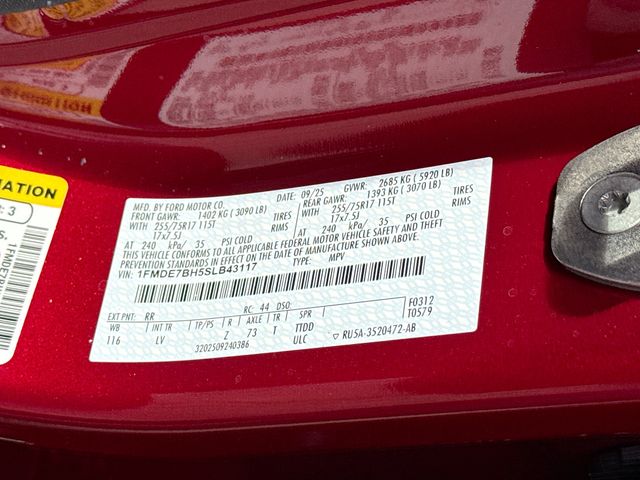 MATION
S: 3
MFD. BY FORD MOTOR CO.
DATE: 09/25 GVWR: 2685 KG ( 5920 LB)
FRONT GAWR: 1402 KG ( 3090 LB)
REAR GAWR: 1393 KG ( 3070 LB)
WITH 255/75R17 115T TIRES
17x7.5J RIMS
AT 240 kPa/ 35 PSI COLD
WITH 255/75R17 115T TIRES
17x7.5J RIMS
AT 240 kPa/ 35 PSI COLD
THIS VEHICLE CONFORMS TO ALL APPLICABLE FEDERAL MOTOR VEHICLE SAFETY AND
THEFT PREVENTION STANDARDS IN EFFECT ON THE DATE OF MANUFACTURE SHOWN ABOVE.
VIN: 1FMDE7BH5SLB43117 TYPE: MPV
F0312
T0579
EXT PNT: RR RC: 44 DSO:
WB INT TR TP/PS R AXLE TR SPR
116 LV Z 73 T TTDD
ULC
3202509240386
▽ RU5A-3520472-AB